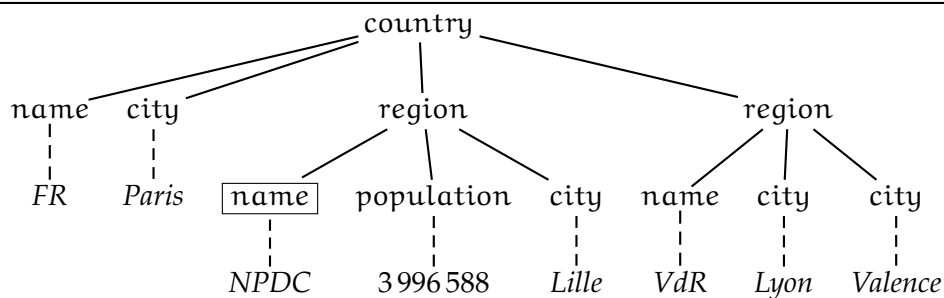 country
name city region region
FR Paris name population city name city city
NPDC 3 996 588 Lille VdR Lyon Valence